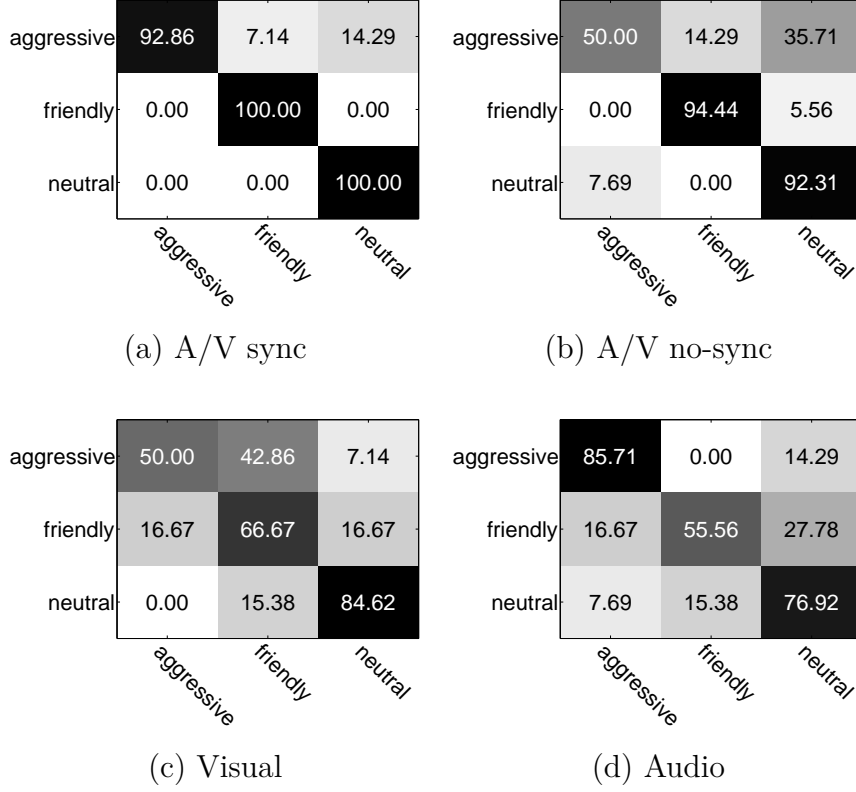 aggressive 92.86 7.14 14.29
friendly 0.00 100.00 0.00
neutral 0.00 0.00 100.00
aggressive friendly neutral
(a) A/V sync
aggressive 50.00 14.29 35.71
friendly 0.00 94.44 5.56
neutral 7.69 0.00 92.31
aggressive friendly neutral
(b) A/V no-sync
aggressive 50.00 42.86 7.14
friendly 16.67 66.67 16.67
neutral 0.00 15.38 84.62
aggressive friendly neutral
(c) Visual
aggressive 85.71 0.00 14.29
friendly 16.67 55.56 27.78
neutral 7.69 15.38 76.92
aggressive friendly neutral
(d) Audio